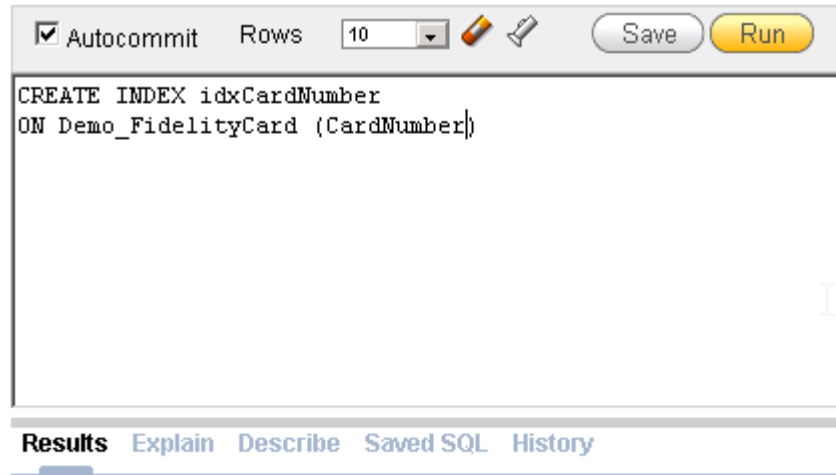 Autocommit Rows 10 Save Run
CREATE INDEX idxCardNumber
ON Demo_FidelityCard (CardNumber)
Results Explain Describe Saved SQL History